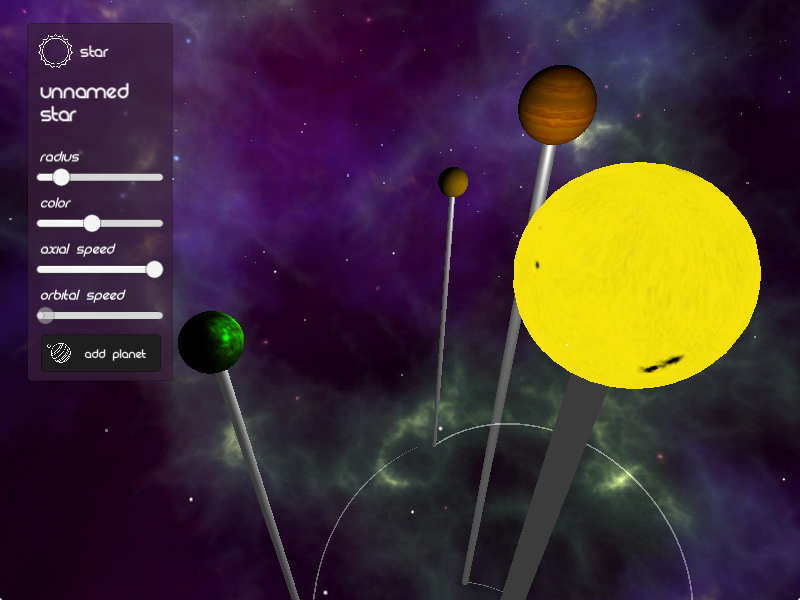 star
unnamed
star
radius
color
axial speed
orbital speed
add planet